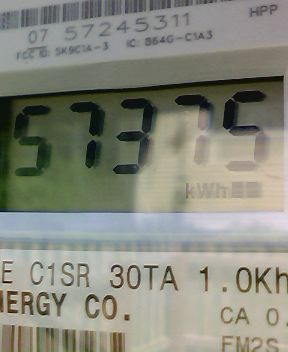 07 57245311
HPP
FCC ID: SK9C1A-3 IC: 864G-C1A3
57375
kWh
E C1SR 30TA 1.0Kh
NERGY CO.
CA 0.
FM2S